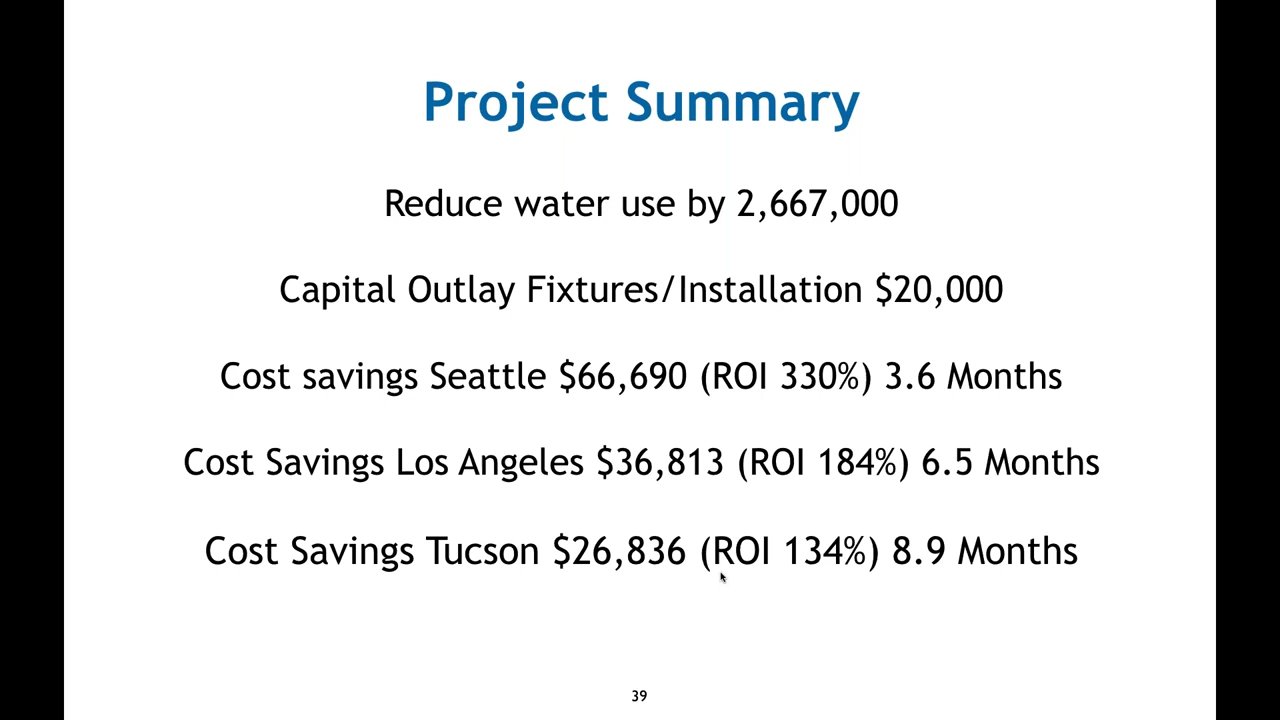 Project Summary
Reduce water use by 2,667,000
Capital Outlay Fixtures/Installation $20,000
Cost savings Seattle $66,690 (ROI 330%) 3.6 Months
Cost Savings Los Angeles $36,813 (ROI 184%) 6.5 Months
Cost Savings Tucson $26,836 (ROI 134%) 8.9 Months
39